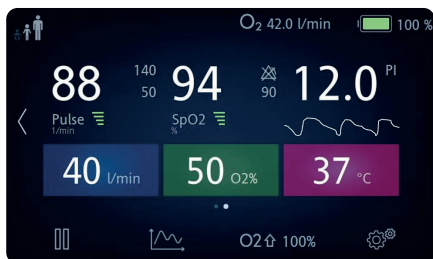 O2 42.0 l/min 100 %
88 140 50 94 90 12.0 PI
Pulse SpO2
1/min %
40 l/min 50 O2% 37 °C
O2⇧ 100%